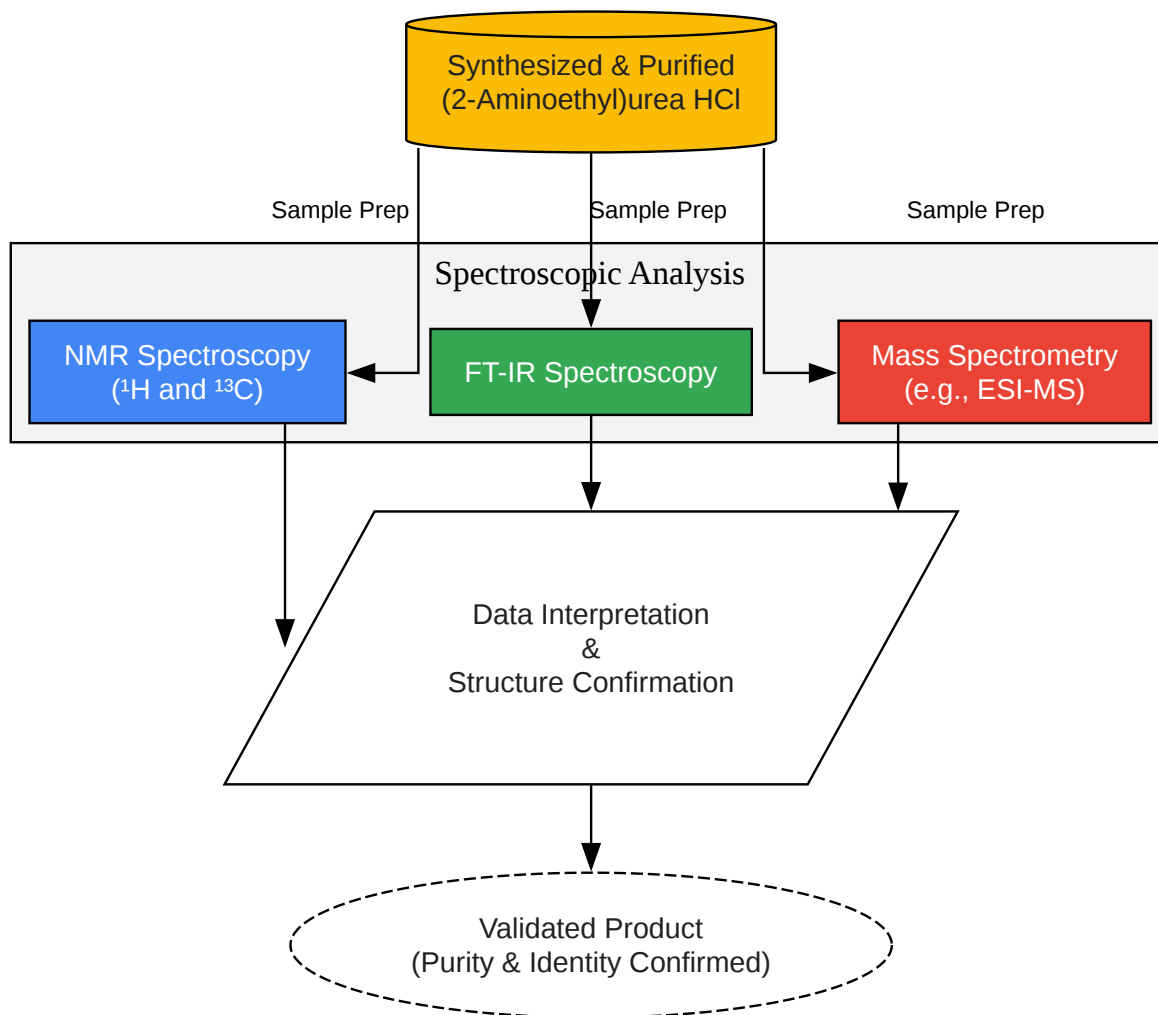 Synthesized & Purified
(2-Aminoethyl)urea HCl
Sample Prep
Sample Prep
Sample Prep
Spectroscopic Analysis
NMR Spectroscopy
(¹H and ¹³C)
FT-IR Spectroscopy
Mass Spectrometry
(e.g., ESI-MS)
Data Interpretation
&
Structure Confirmation
Validated Product
(Purity & Identity Confirmed)